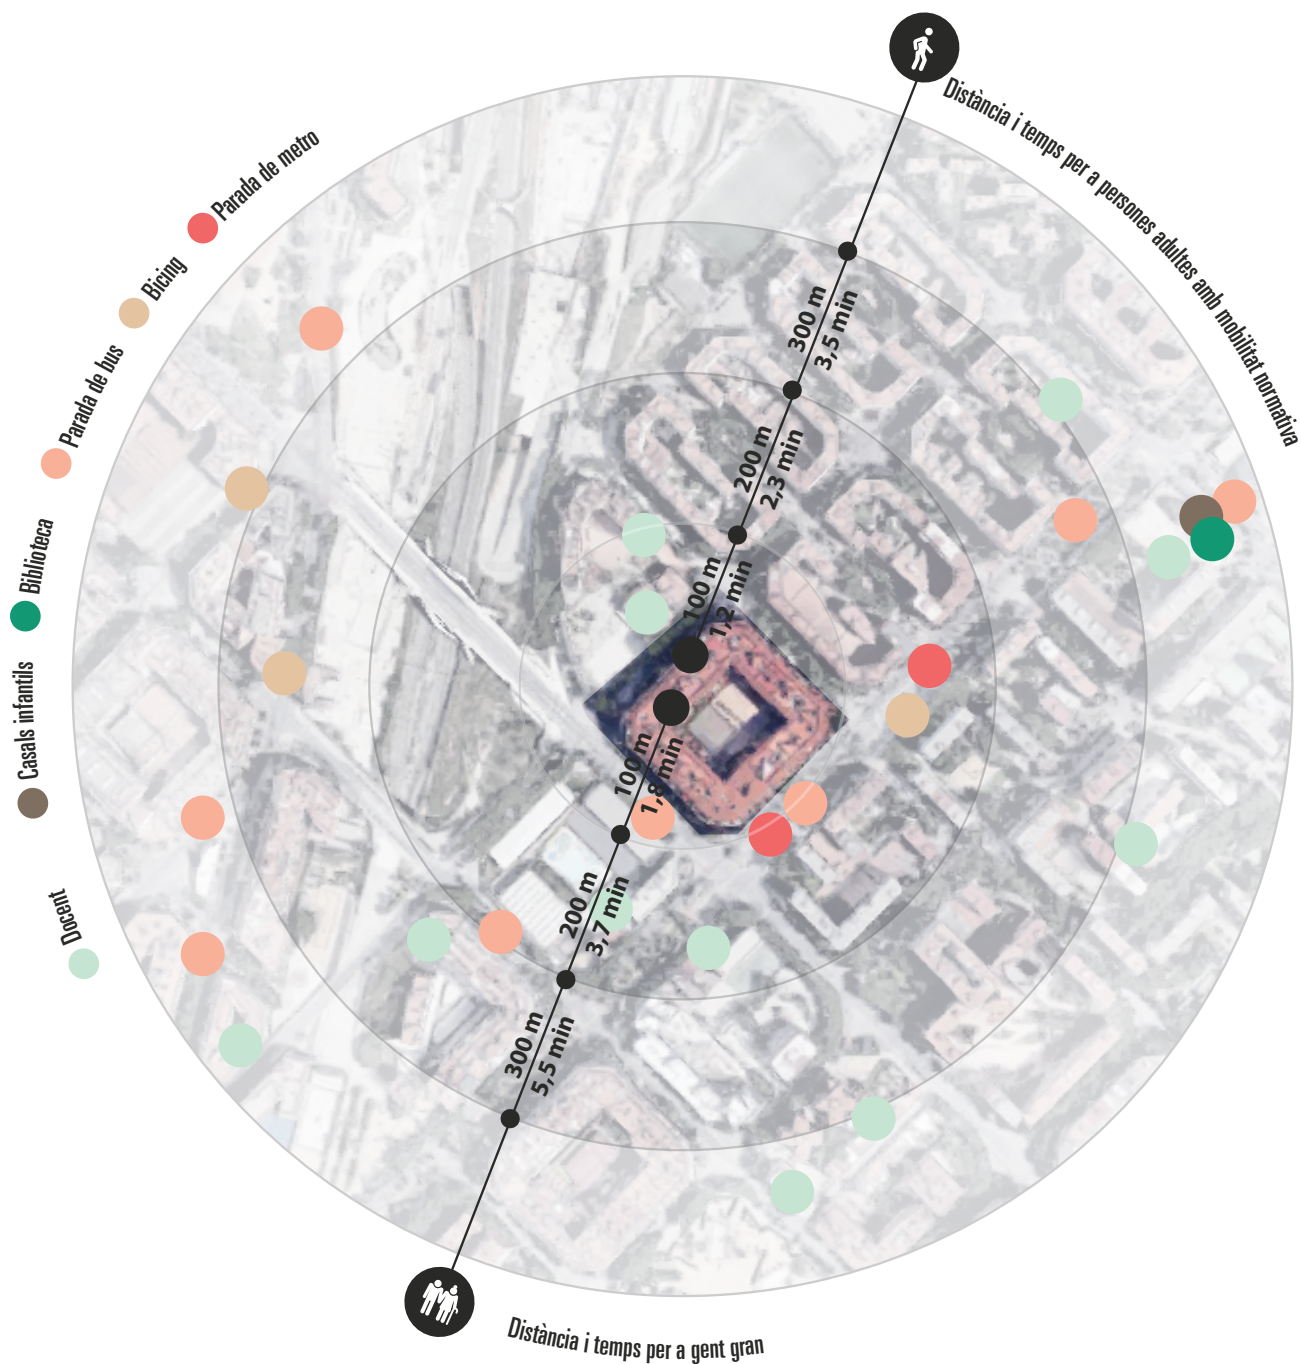 Distància i temps per a persones adultes amb mobilitat normativa
Parada de metro
Bicing
Parada de bus
Biblioteca
Casals infantils
Docent
300 m
3,5 min
200 m
2,3 min
100 m
1,2 min
100 m
1,8 min
200 m
3,7 min
300 m
5,5 min
Distància i temps per a gent gran